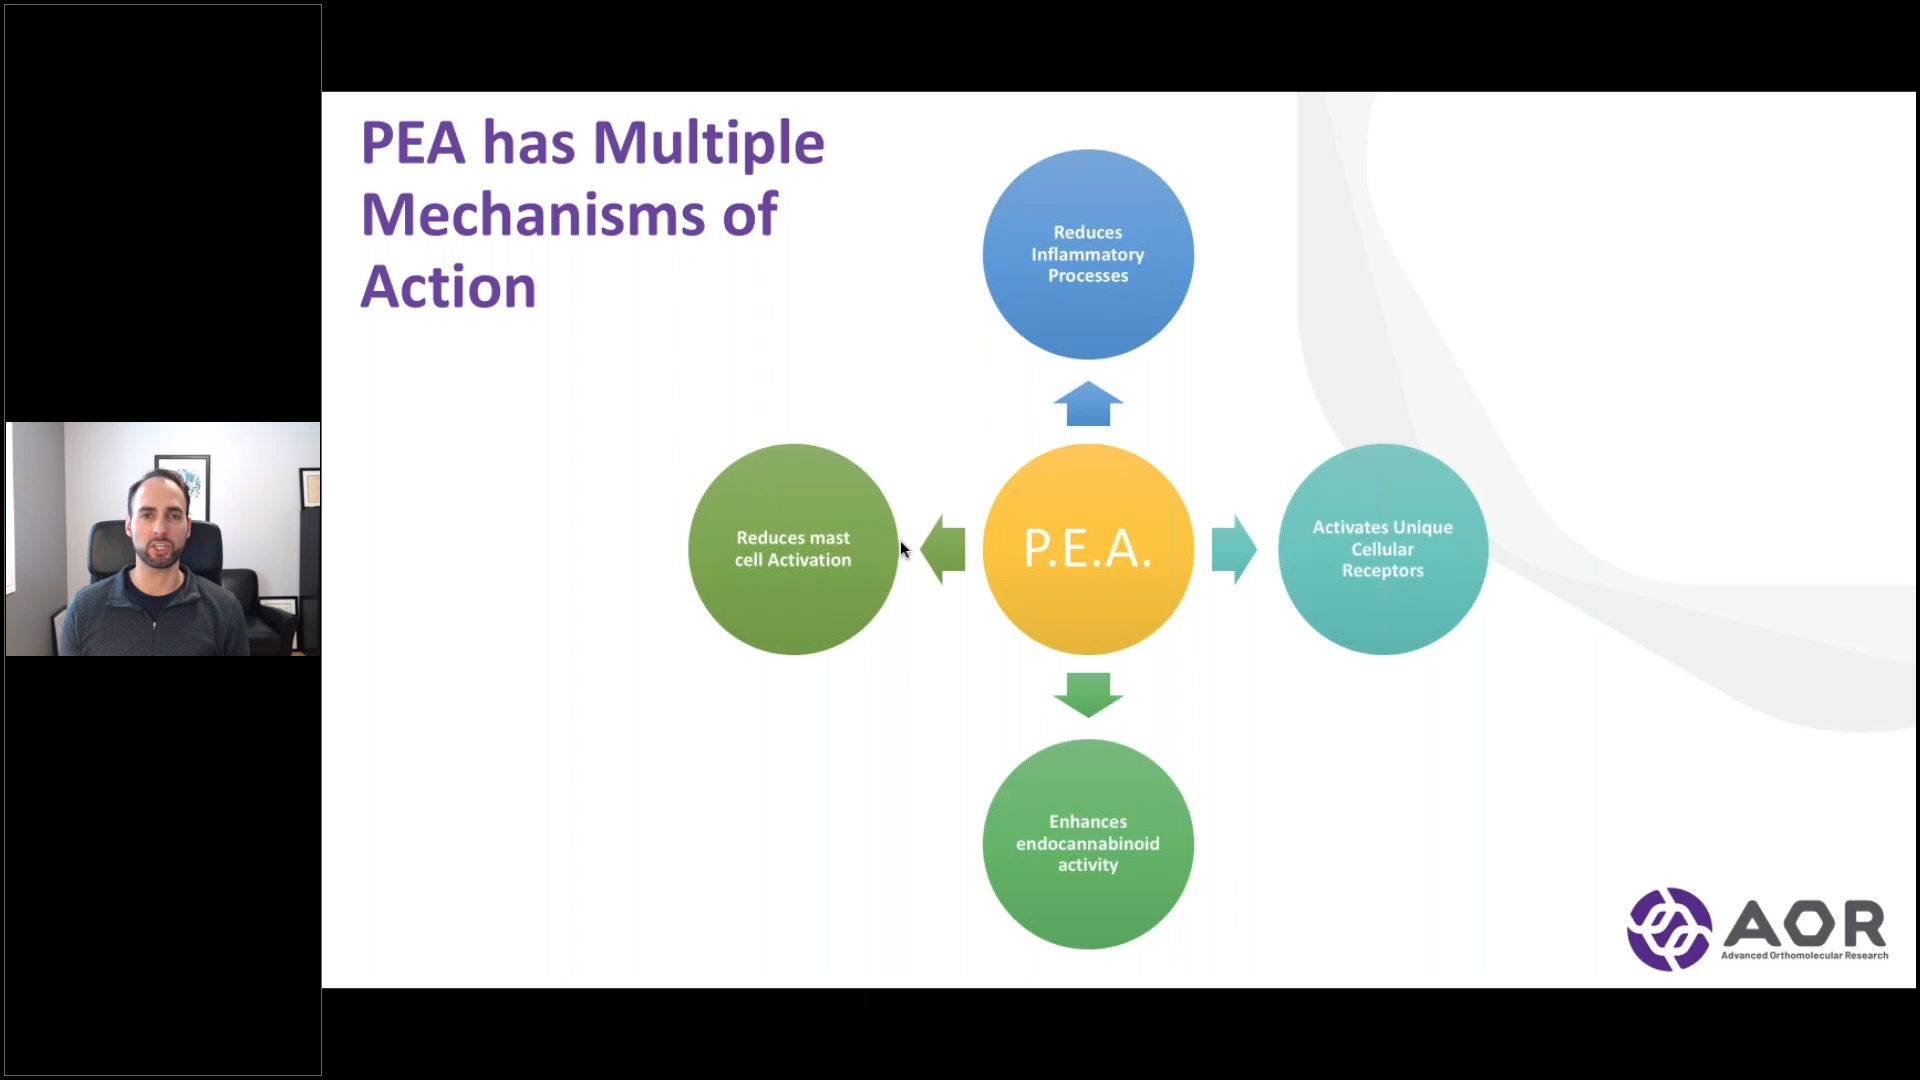 PEA has Multiple
Mechanisms of
Action
Reduces
Inflammatory
Processes
Reduces mast
cell Activation
P.E.A.
Activates Unique
Cellular
Receptors
Enhances
endocannabinoid
activity
AOR
Advanced Orthomolecular Research